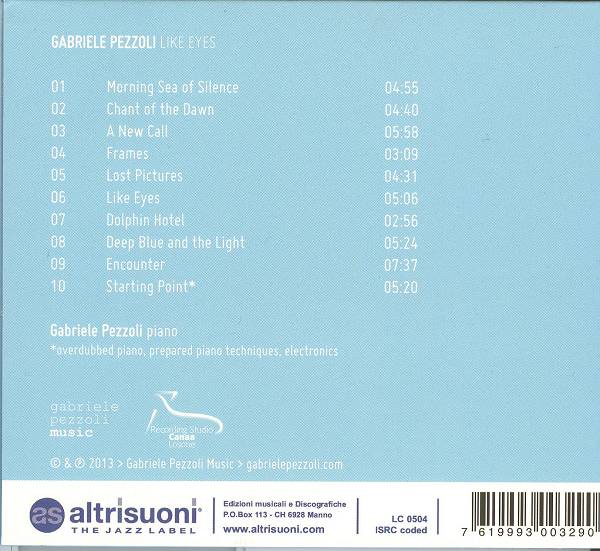 GABRIELE PEZZOLI LIKE EYES
01 Morning Sea of Silence 04:55
02 Chant of the Dawn 04:40
03 A New Call 05:58
04 Frames 03:09
05 Lost Pictures 04:31
06 Like Eyes 05:06
07 Dolphin Hotel 02:56
08 Deep Blue and the Light 05:24
09 Encounter 07:37
10 Starting Point* 05:20
Gabriele Pezzoli piano
*overdubbed piano, prepared piano techniques, electronics
gabriele
pezzoli
music
Recording Studio
Canaa
Losone
© & ℗ 2013 > Gabriele Pezzoli Music > gabrielepezzoli.com
as altrisuoni
THE JAZZ LABEL
Edizioni musicali e Discografiche
P.O.Box 113 - CH 6928 Manno
www.altrisuoni.com
LC 0504
ISRC coded
7 619993 003290